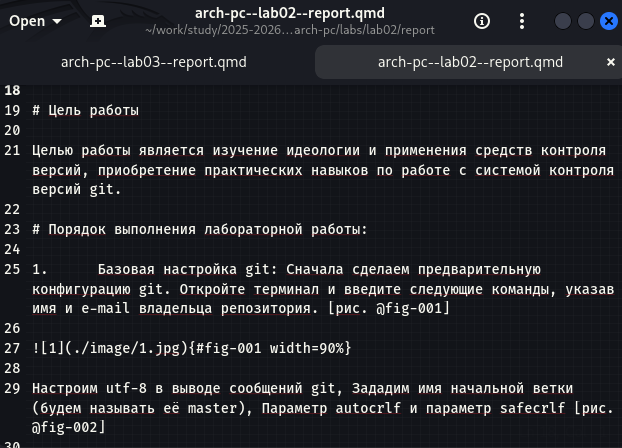 Open
arch-pc--lab02--report.qmd
~/work/study/2025-2026…arch-pc/labs/lab02/report
arch-pc--lab03--report.qmd
arch-pc--lab02--report.qmd
18
19 # Цель работы
20
21 Целью работы является изучение идеологии и применения средств контроля
версий, приобретение практических навыков по работе с системой контроля
версий git.
22
23 # Порядок выполнения лабораторной работы:
24
25 1. Базовая настройка git: Сначала сделаем предварительную
конфигурацию git. Откройте терминал и введите следующие команды, указав
имя и e-mail владельца репозитория. [рис. @fig-001]
26
27 ![1](./image/1.jpg){#fig-001 width=90%}
28
29 Настроим utf-8 в выводе сообщений git, Зададим имя начальной ветки
(будем называть её master), Параметр autocrlf и параметр safecrlf [рис.
@fig-002]
30